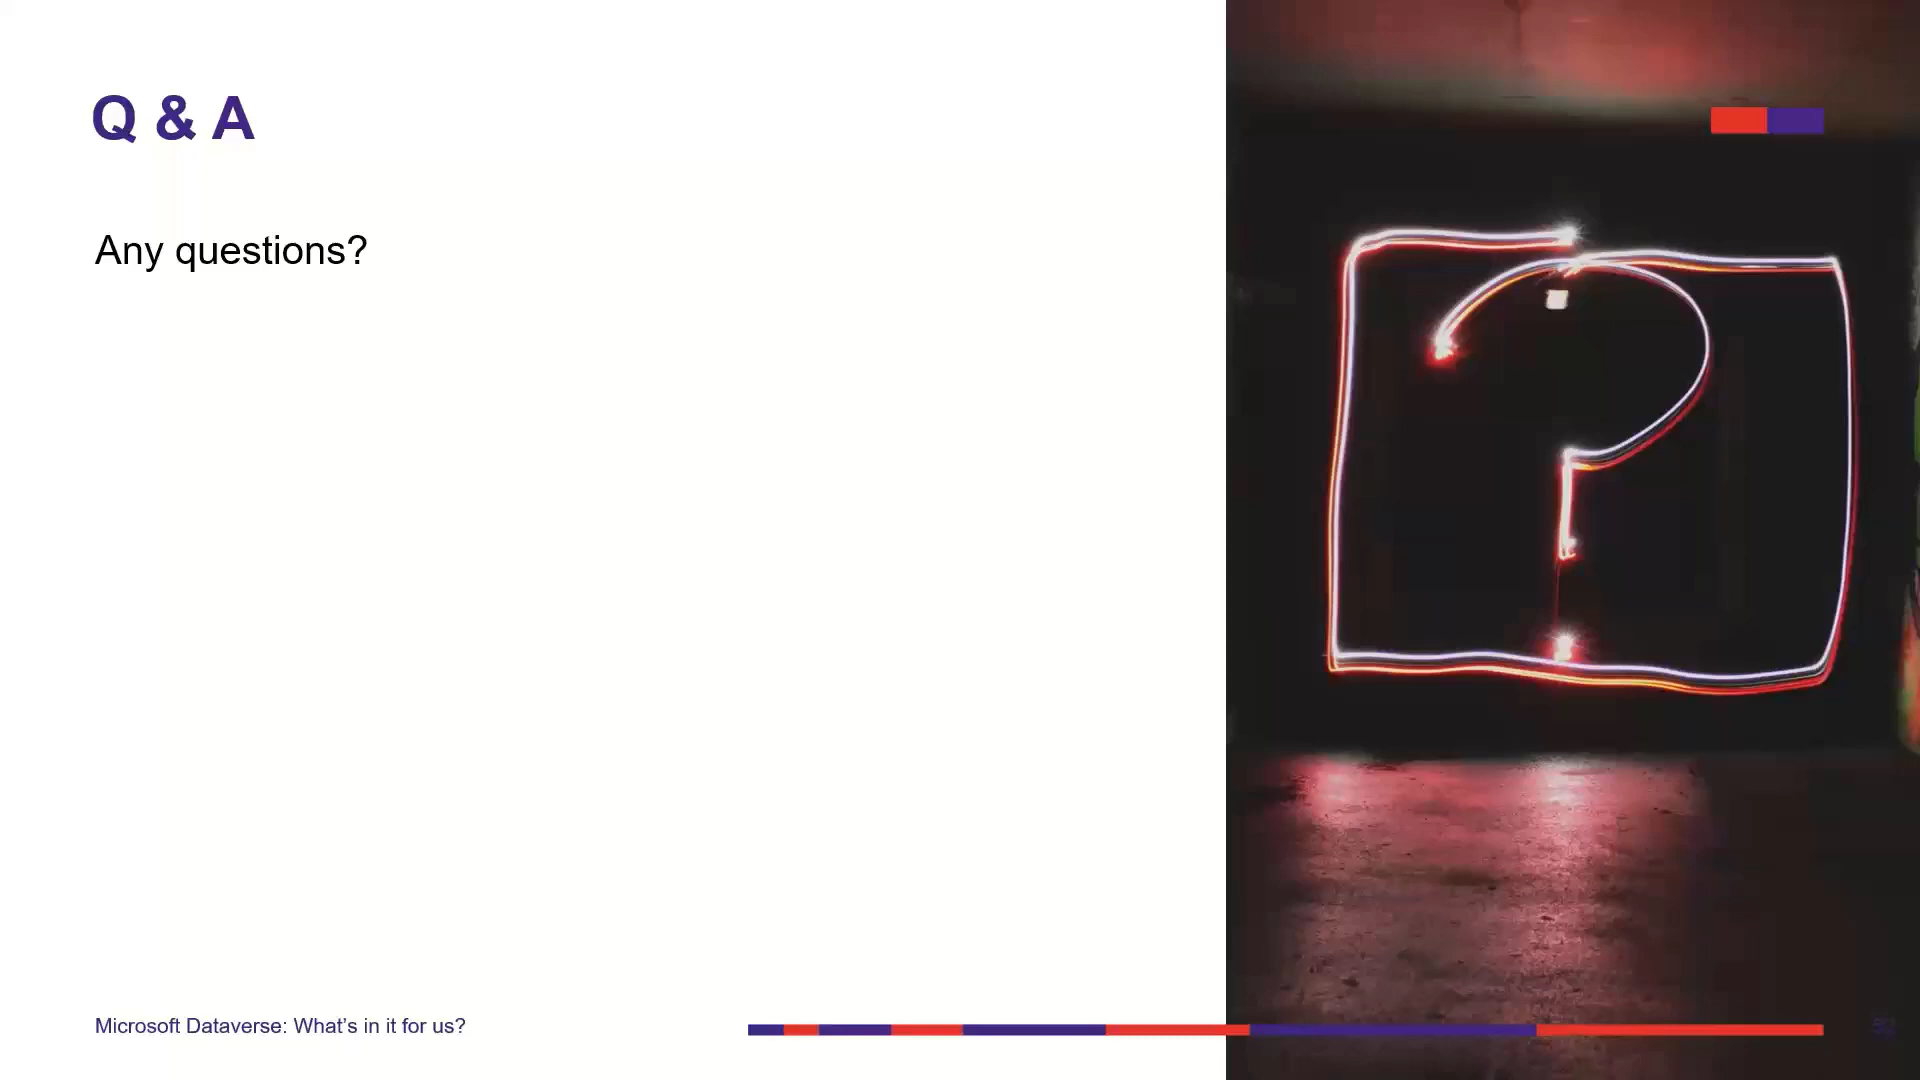 Q & A
Any questions?
Microsoft Dataverse: What's in it for us?